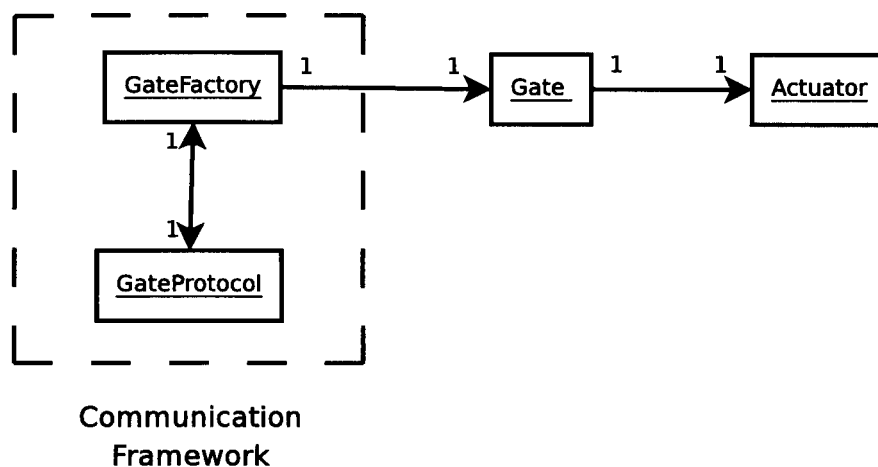 GateFactory
1
1
Gate
1
1
Actuator
1
1
GateProtocol
Communication
Framework